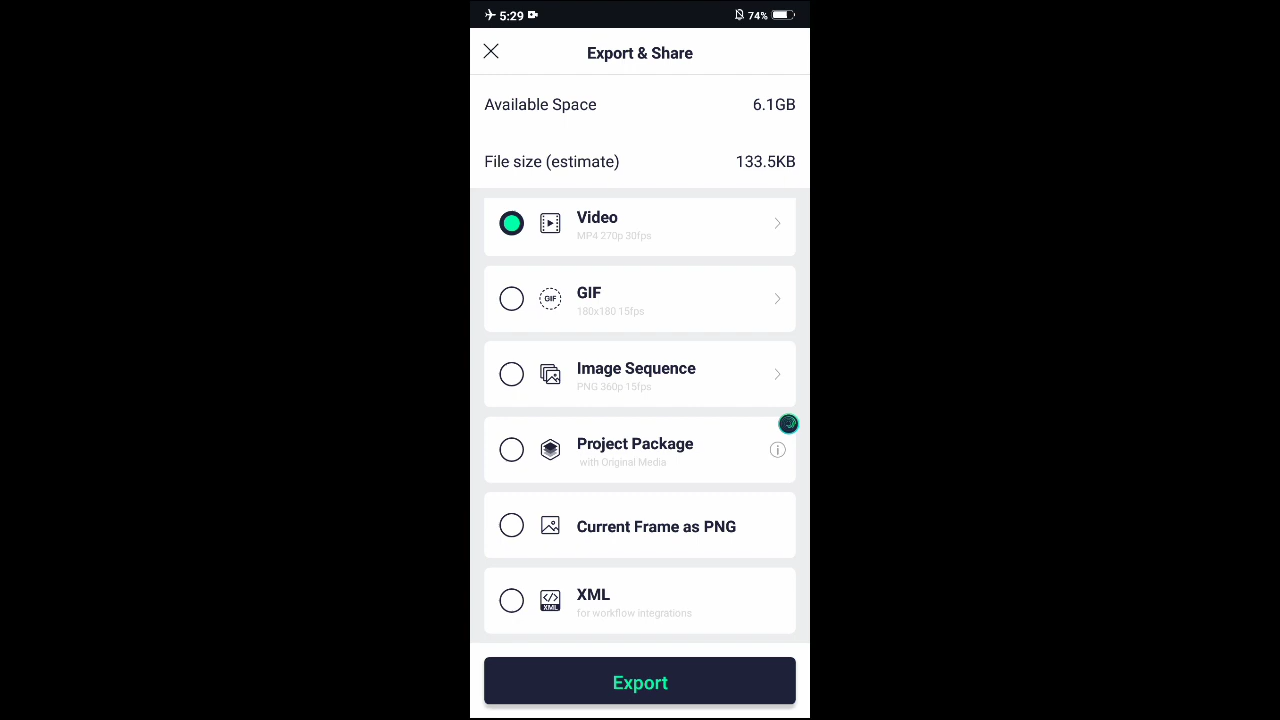 5:29
74%
Export & Share
Available Space 6.1GB
File size (estimate) 133.5KB
Video
MP4 270p 30fps
GIF
GIF
180x180 15fps
Image Sequence
PNG 360p 15fps
Project Package
with Original Media
Current Frame as PNG
XML
XML
for workflow integrations
Export